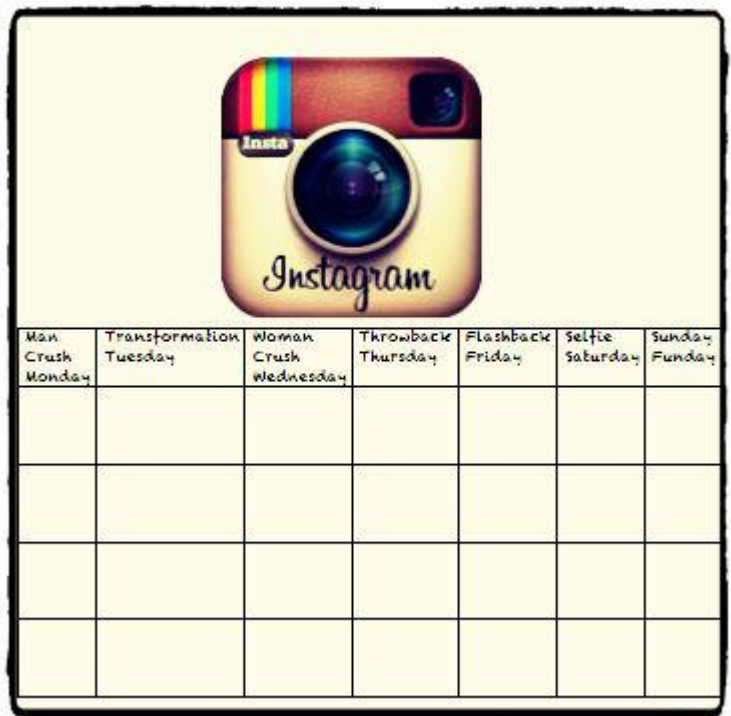 Insta
Instagram
Man Crush Monday
Transformation Tuesday
Woman Crush Wednesday
Throwback Thursday
Flashback Friday
Selfie Saturday
Sunday Funday